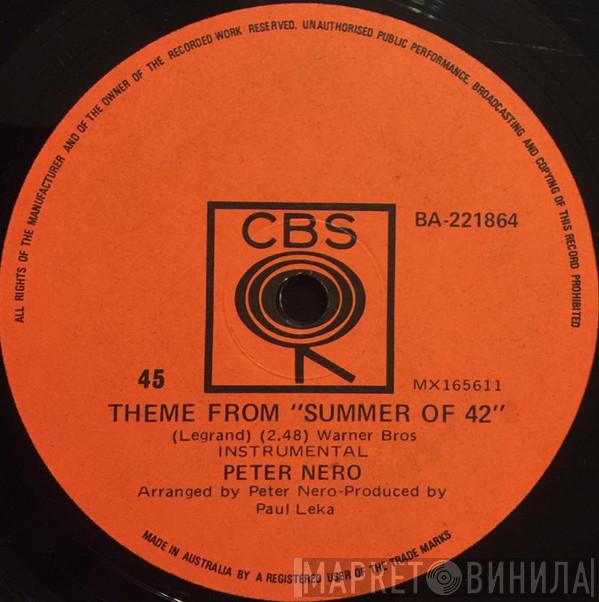 ALL RIGHTS OF THE MANUFACTURER AND OF THE OWNER OF THE RECORDED WORK RESERVED. UNAUTHORISED PUBLIC PERFORMANCE, BROADCASTING AND COPYING OF THIS RECORD PROHIBITED
CBS
BA-221864
45
MX165611
THEME FROM "SUMMER OF 42"
(Legrand) (2.48) Warner Bros
INSTRUMENTAL
PETER NERO
Arranged by Peter Nero-Produced by
Paul Leka
MADE IN AUSTRALIA BY A REGISTERED USER OF THE TRADE MARKS
МАРКЕТ ВИНИЛА